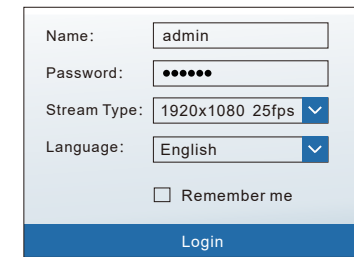 Name: admin
Password: ●●●●●●
Stream Type: 1920x1080 25fps
Language: English
Remember me
Login